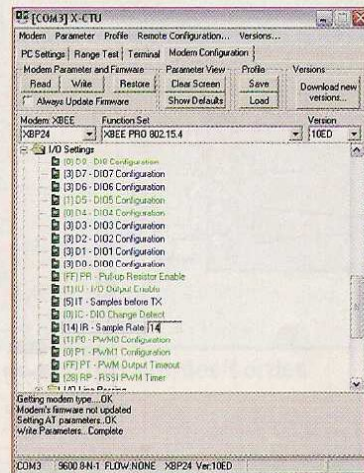 [COM3] X-CTU
Modem Parameter Profile Remote Configuration... Versions...
PC Settings Range Test Terminal Modem Configuration
Modem Parameter and Firmware Parameter View Profile Versions
Read Write Restore Clear Screen Save Download new versions...
Always Update Firmware Show Defaults Load
Modem: XBEE Function Set Version
XBP24 XBEE PRO 802.15.4 10ED
I/O Settings
(0) D8 - DI8 Configuration
(3) D7 - DIO7 Configuration
(3) D6 - DIO6 Configuration
(1) D5 - DIO5 Configuration
(0) D4 - DIO4 Configuration
(3) D3 - DIO3 Configuration
(3) D2 - DIO2 Configuration
(3) D1 - DIO1 Configuration
(3) D0 - DIO0 Configuration
(FF) PR - Pull-up Resistor Enable
(1) IU - I/O Output Enable
(5) IT - Samples before TX
(0) IC - DIO Change Detect
(14) IR - Sample Rate 14
(1) P0 - PWM0 Configuration
(0) P1 - PWM1 Configuration
(FF) PT - PWM Output Timeout
(28) RP - RSSI PWM Timer
I/O Line Passing
Getting modem type....OK
Modem's firmware not updated
Setting AT parameters..OK
Write Parameters...Complete
COM3 9600 8-N-1 FLOW:NONE XBP24 Ver:10ED